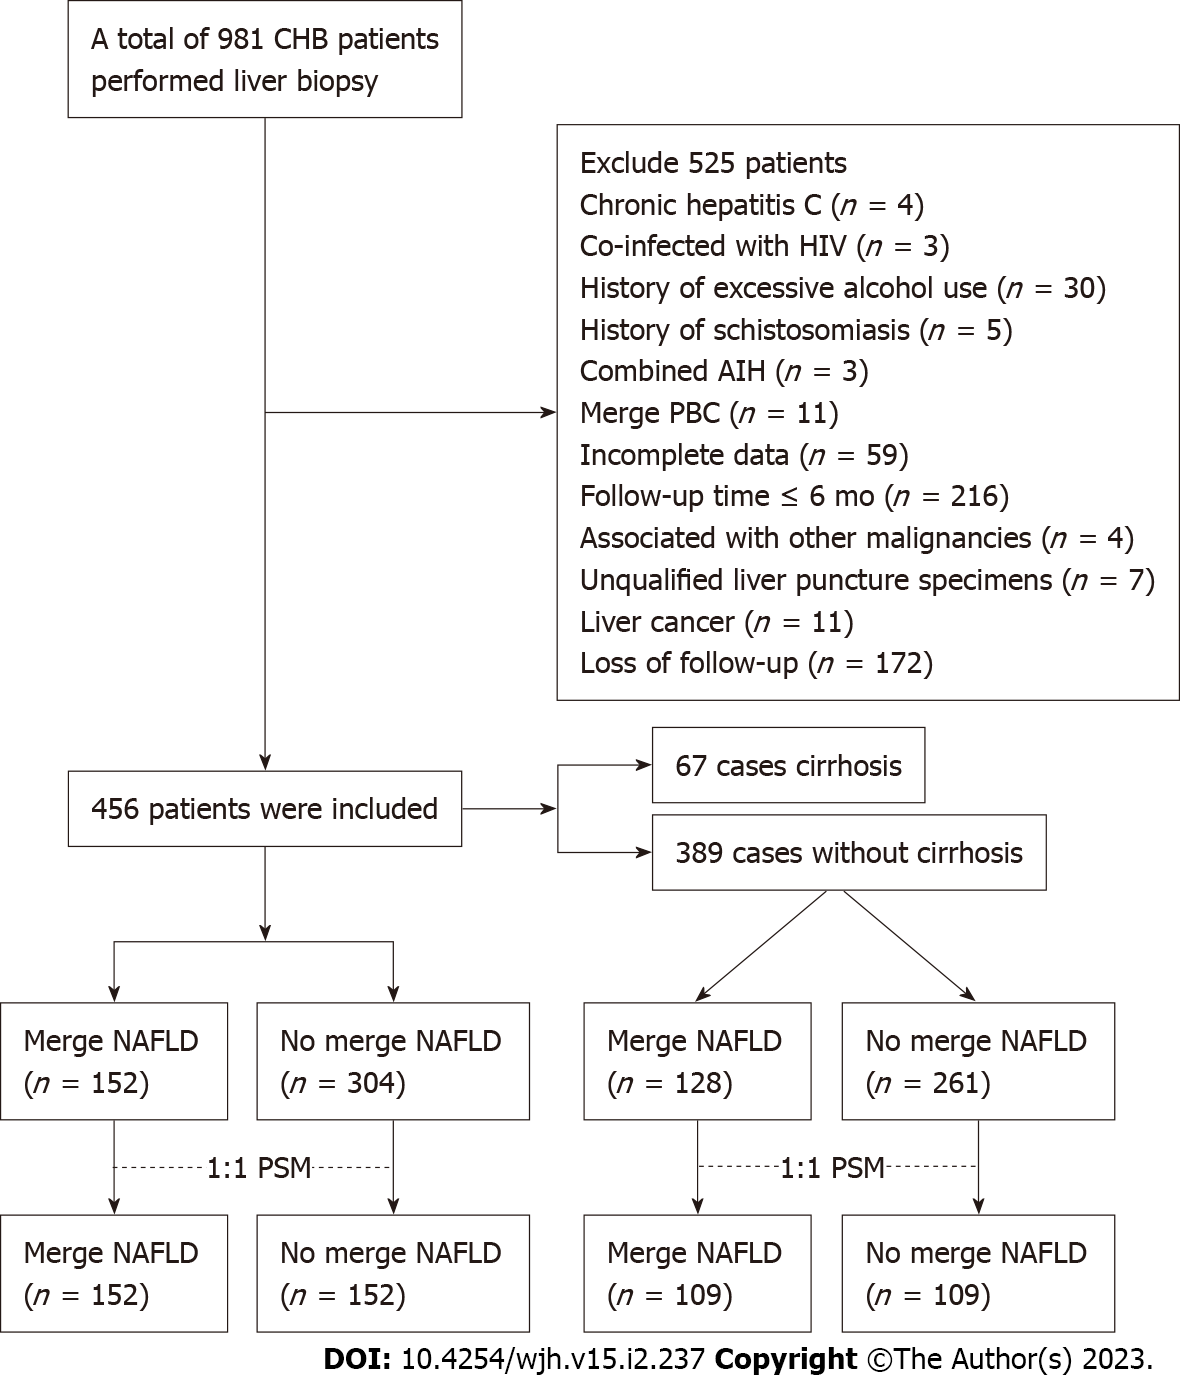 A total of 981 CHB patients
performed liver biopsy
Exclude 525 patients
Chronic hepatitis C (n = 4)
Co-infected with HIV (n = 3)
History of excessive alcohol use (n = 30)
History of schistosomiasis (n = 5)
Combined AIH (n = 3)
Merge PBC (n = 11)
Incomplete data (n = 59)
Follow-up time ≤ 6 mo (n = 216)
Associated with other malignancies (n = 4)
Unqualified liver puncture specimens (n = 7)
Liver cancer (n = 11)
Loss of follow-up (n = 172)
456 patients were included
67 cases cirrhosis
389 cases without cirrhosis
Merge NAFLD
(n = 152)
No merge NAFLD
(n = 304)
Merge NAFLD
(n = 128)
No merge NAFLD
(n = 261)
1:1 PSM
1:1 PSM
Merge NAFLD
(n = 152)
No merge NAFLD
(n = 152)
Merge NAFLD
(n = 109)
No merge NAFLD
(n = 109)
DOI: 10.4254/wjh.v15.i2.237 Copyright ©The Author(s) 2023.